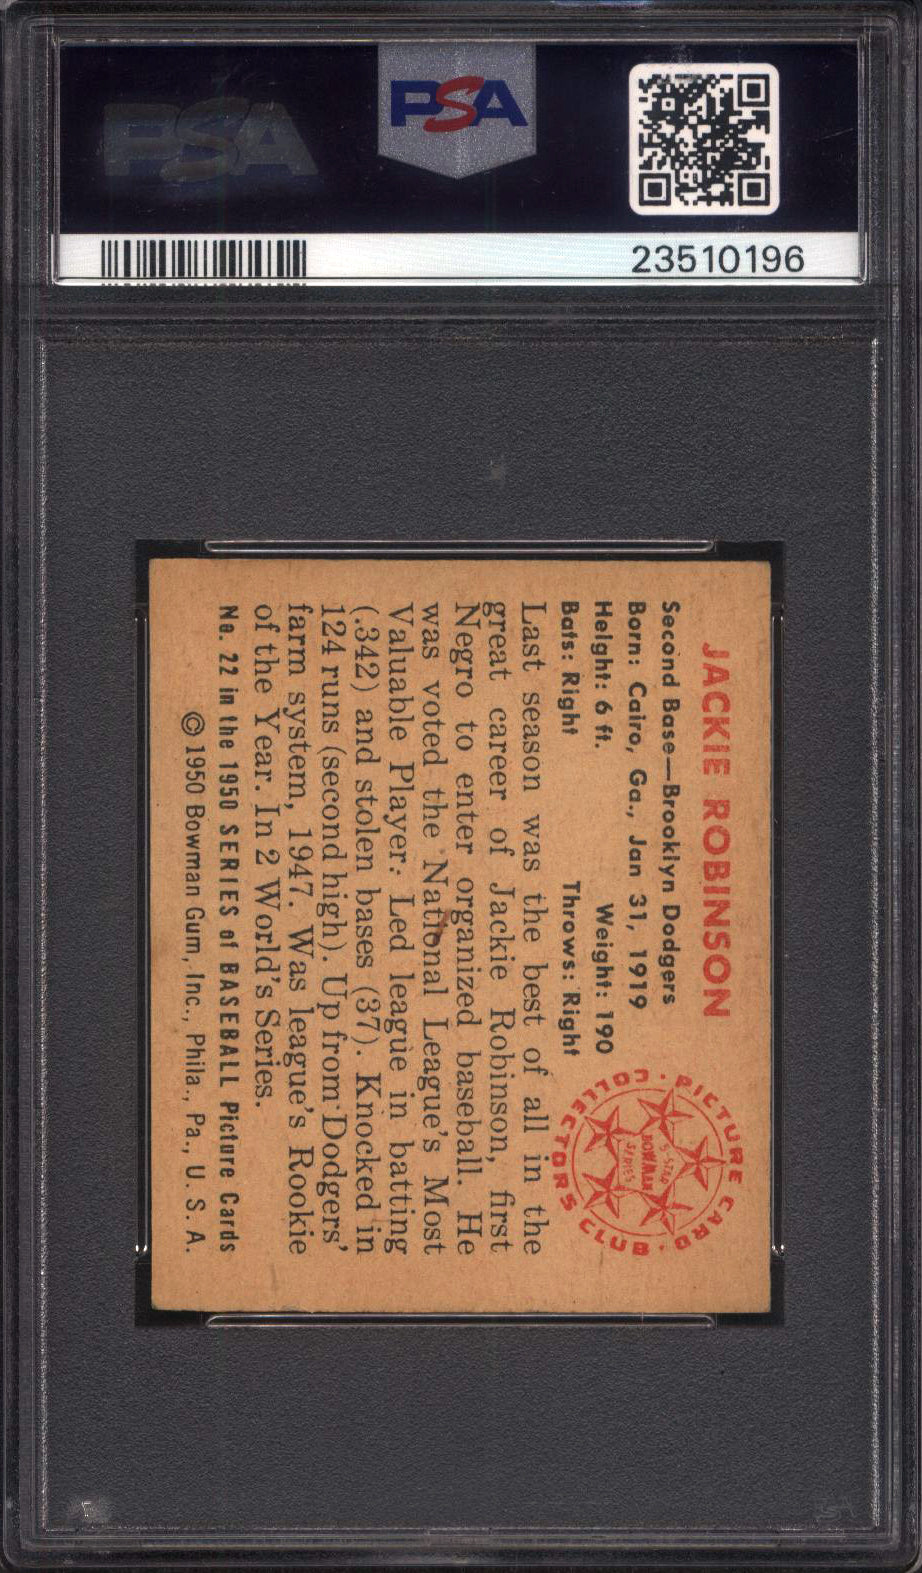 PSA
PSA
23510196
JACKIE ROBINSON
Second Base—Brooklyn Dodgers
Born: Cairo, Ga., Jan 31, 1919
Height: 6 ft. Weight: 190
Bats: Right Throws: Right
PICTURE CARD · COLLECTORS CLUB ·
5-STAR
BOWMAN
SERIES
Last season was the best of all in the
great career of Jackie Robinson, first
Negro to enter organized baseball. He
was voted the National League's Most
Valuable Player. Led league in batting
(.342) and stolen bases (37). Knocked in
124 runs (second high). Up from Dodgers'
farm system, 1947. Was league's Rookie
of the Year. In 2 World's Series.
No. 22 in the 1950 SERIES of BASEBALL Picture Cards
© 1950 Bowman Gum, Inc., Phila., Pa., U. S. A.